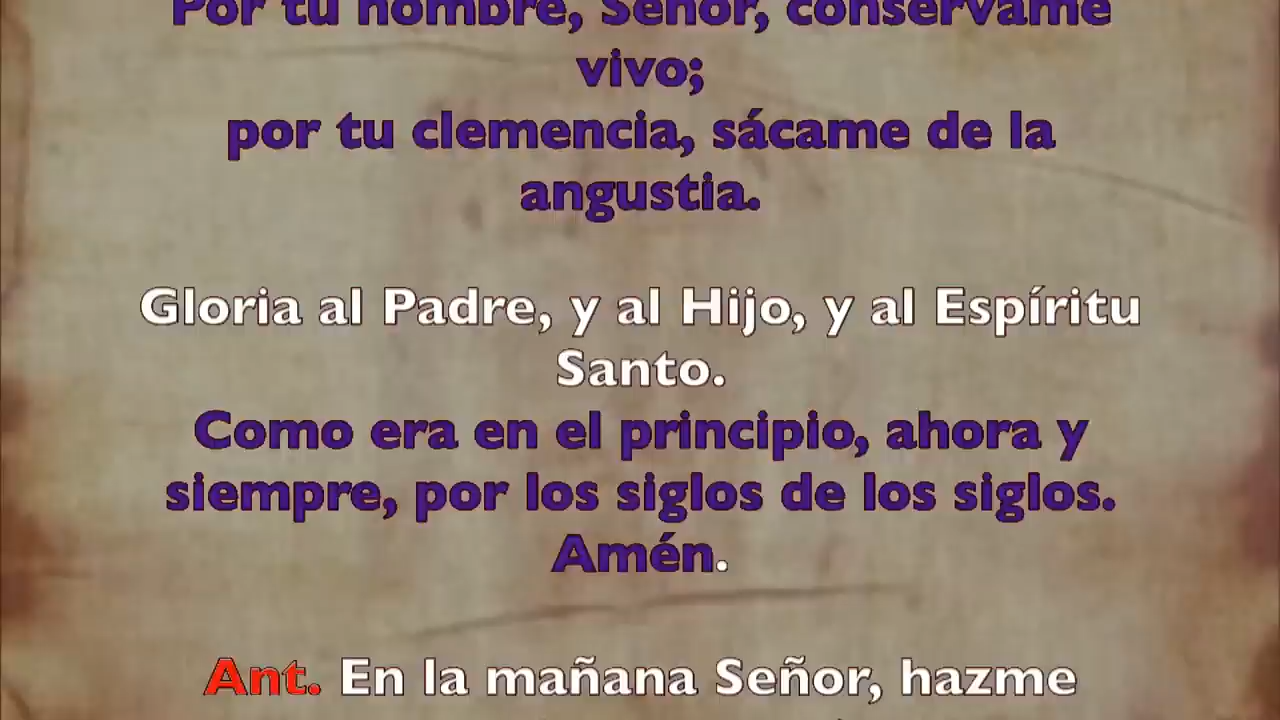 Por tu nombre, Señor, consérvame
vivo;
por tu clemencia, sácame de la
angustia.
Gloria al Padre, y al Hijo, y al Espíritu
Santo.
Como era en el principio, ahora y
siempre, por los siglos de los siglos.
Amén.
Ant. En la mañana Señor, hazme